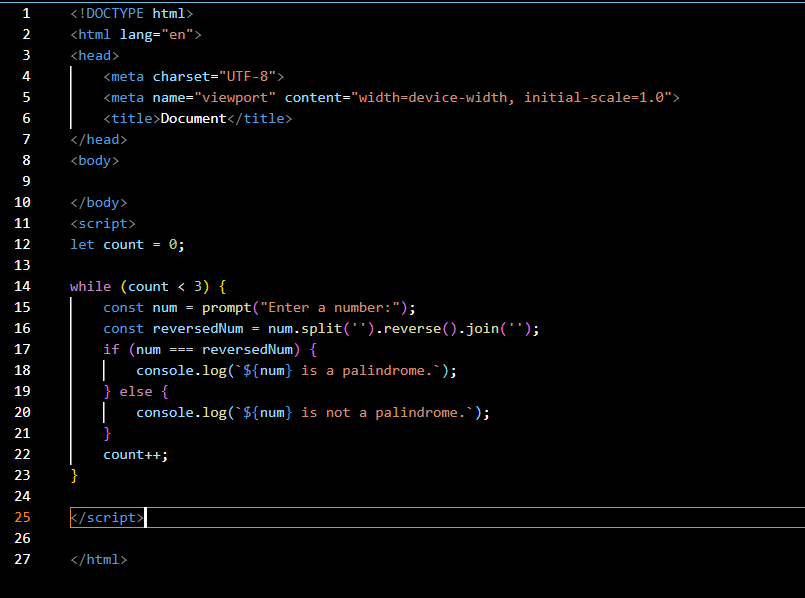 1 <!DOCTYPE html>
2 <html lang="en">
3 <head>
4     <meta charset="UTF-8">
5     <meta name="viewport" content="width=device-width, initial-scale=1.0">
6     <title>Document</title>
7 </head>
8 <body>
9
10 </body>
11 <script>
12 let count = 0;
13
14 while (count < 3) {
15     const num = prompt("Enter a number:");
16     const reversedNum = num.split('').reverse().join('');
17     if (num === reversedNum) {
18         console.log(`${num} is a palindrome.`);
19     } else {
20         console.log(`${num} is not a palindrome.`);
21     }
22     count++;
23 }
24
25 </script>
26
27 </html>